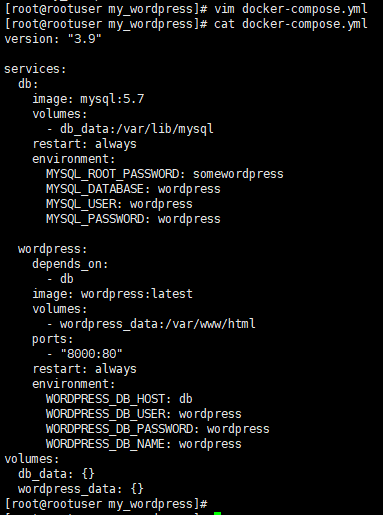 [root@rootuser my_wordpress]# vim docker-compose.yml
[root@rootuser my_wordpress]# cat docker-compose.yml
version: "3.9"

services:
  db:
    image: mysql:5.7
    volumes:
      - db_data:/var/lib/mysql
    restart: always
    environment:
      MYSQL_ROOT_PASSWORD: somewordpress
      MYSQL_DATABASE: wordpress
      MYSQL_USER: wordpress
      MYSQL_PASSWORD: wordpress

  wordpress:
    depends_on:
      - db
    image: wordpress:latest
    volumes:
      - wordpress_data:/var/www/html
    ports:
      - "8000:80"
    restart: always
    environment:
      WORDPRESS_DB_HOST: db
      WORDPRESS_DB_USER: wordpress
      WORDPRESS_DB_PASSWORD: wordpress
      WORDPRESS_DB_NAME: wordpress
volumes:
  db_data: {}
  wordpress_data: {}
[root@rootuser my_wordpress]#